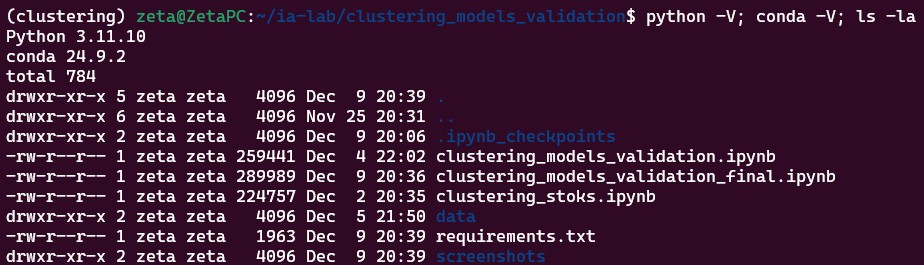 (clustering) zeta@ZetaPC:~/ia-lab/clustering_models_validation$ python -V; conda -V; ls -la
Python 3.11.10
conda 24.9.2
total 784
drwxr-xr-x 5 zeta zeta   4096 Dec  9 20:39 .
drwxr-xr-x 6 zeta zeta   4096 Nov 25 20:31 ..
drwxr-xr-x 2 zeta zeta   4096 Dec  9 20:06 .ipynb_checkpoints
-rw-r--r-- 1 zeta zeta 259441 Dec  4 22:02 clustering_models_validation.ipynb
-rw-r--r-- 1 zeta zeta 289989 Dec  9 20:36 clustering_models_validation_final.ipynb
-rw-r--r-- 1 zeta zeta 224757 Dec  2 20:35 clustering_stoks.ipynb
drwxr-xr-x 2 zeta zeta   4096 Dec  5 21:50 data
-rw-r--r-- 1 zeta zeta   1963 Dec  9 20:39 requirements.txt
drwxr-xr-x 2 zeta zeta   4096 Dec  9 20:39 screenshots